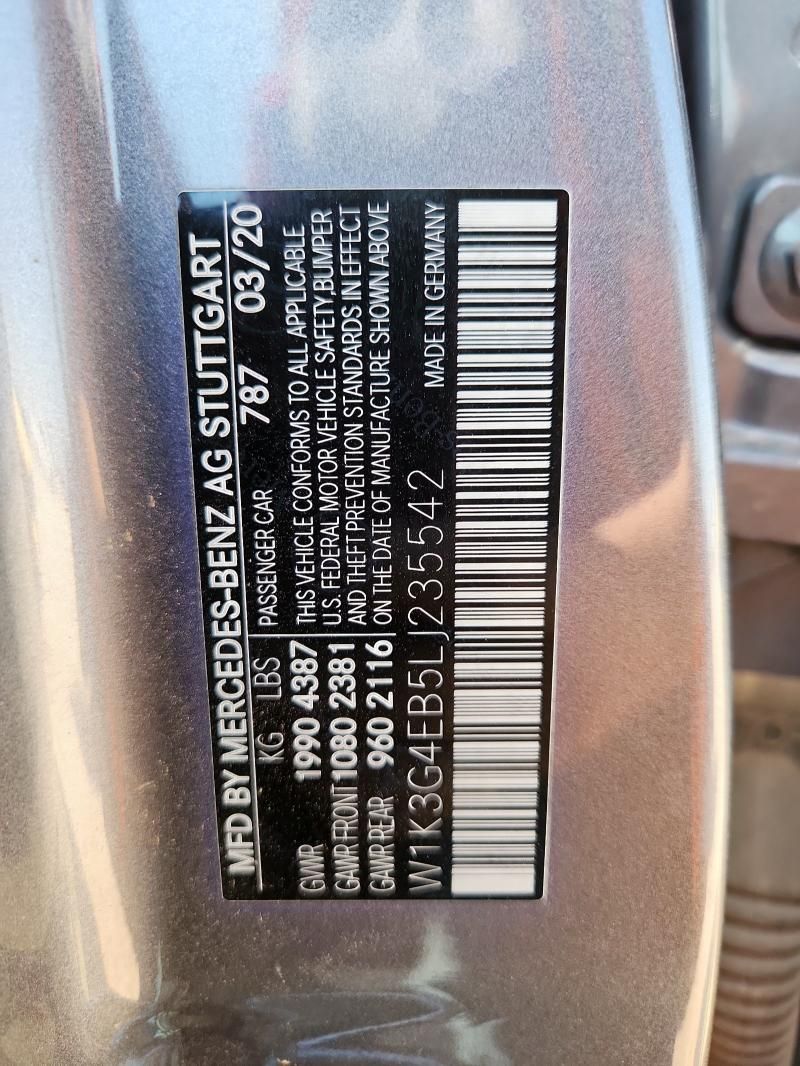 MFD BY MERCEDES-BENZ AG STUTTGART
KG LBS PASSENGER CAR 787 03/20
GVWR 1990 4387
GAWR FRONT 1080 2381
GAWR REAR 960 2116
THIS VEHICLE CONFORMS TO ALL APPLICABLE
U.S. FEDERAL MOTOR VEHICLE SAFETY, BUMPER
AND THEFT PREVENTION STANDARDS IN EFFECT
ON THE DATE OF MANUFACTURE SHOWN ABOVE
W1K3G4EB5LJ235542 MADE IN GERMANY